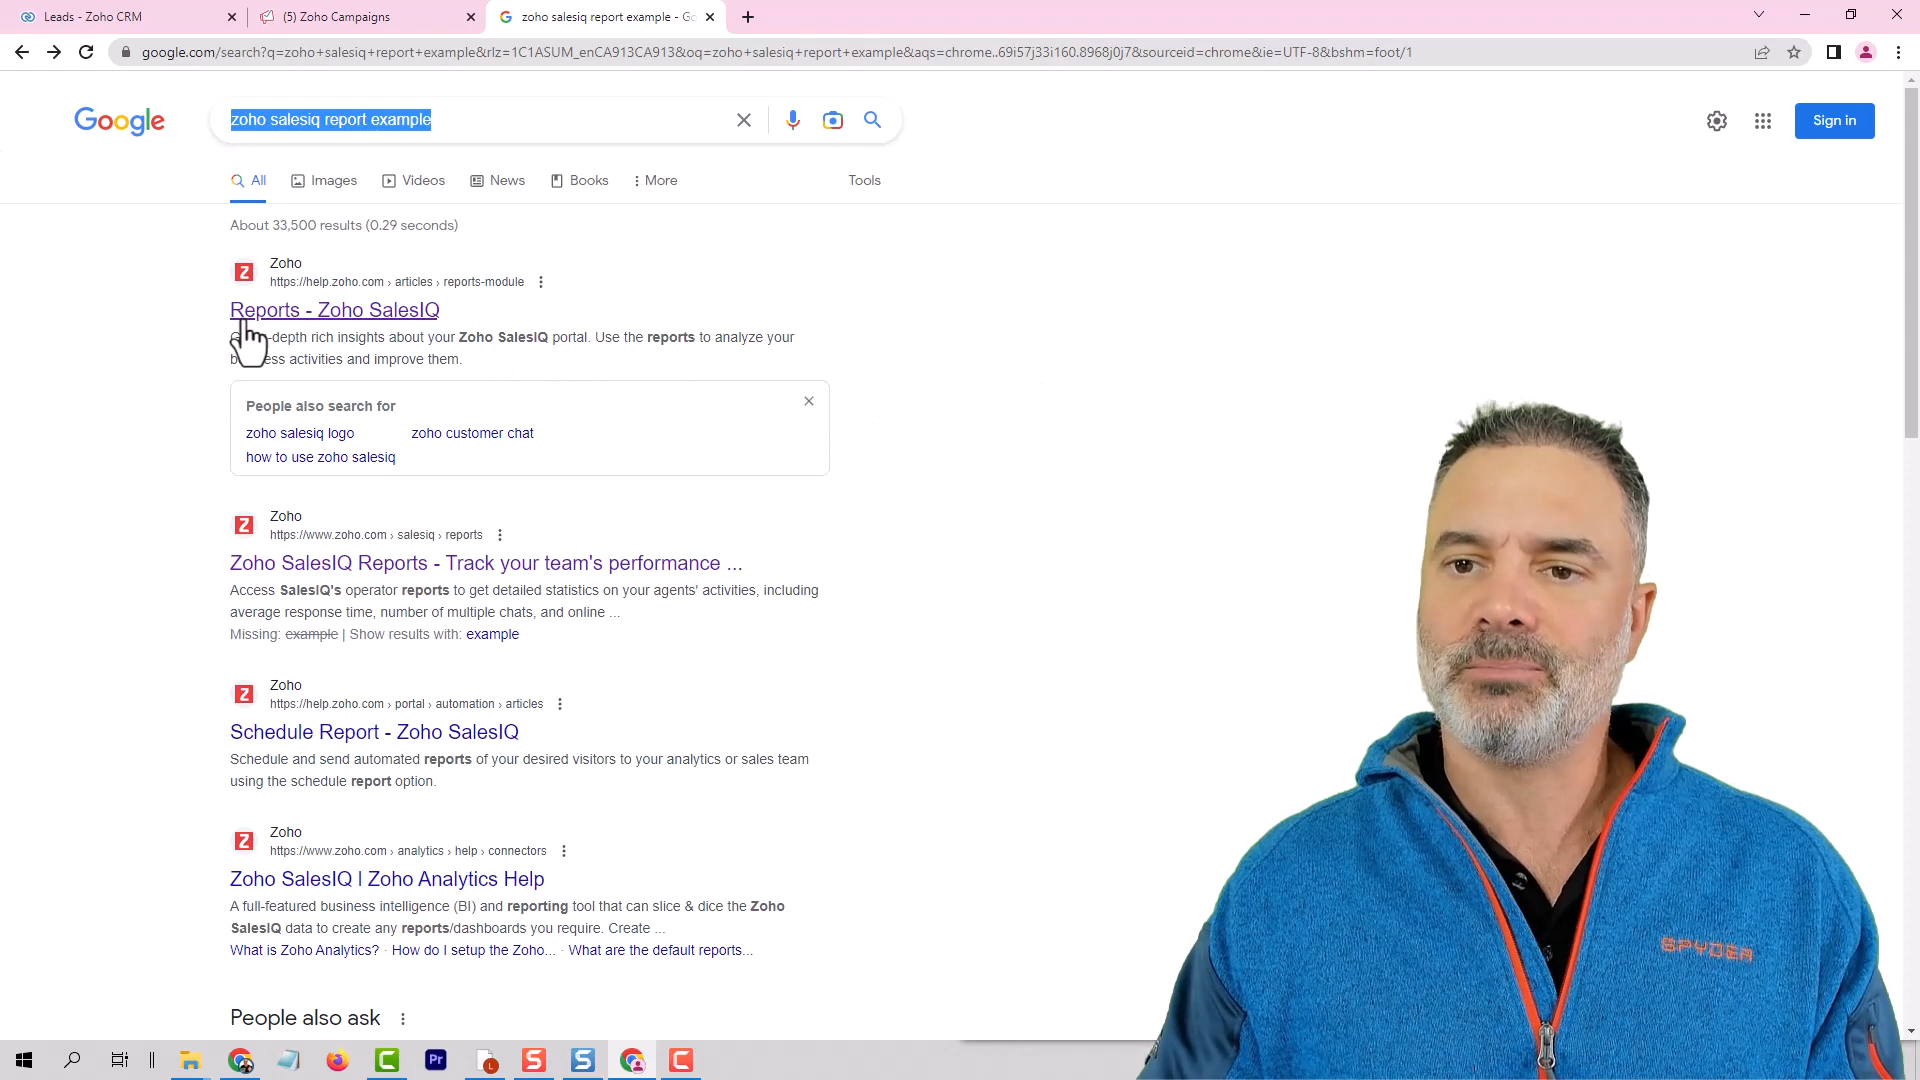 Leads - Zoho CRM
(5) Zoho Campaigns
zoho salesiq report example - Go
google.com/search?q=zoho+salesiq+report+example&rlz=1C1ASUM_enCA913CA913&oq=zoho+salesiq+report+example&aqs=chrome..69i57j33i160.8968j0j7&sourceid=chrome&ie=UTF-8&bshm=foot/1
Google
zoho salesiq report example
Sign in
All
Images
Videos
News
Books
More
Tools
About 33,500 results (0.29 seconds)
Zoho
https://help.zoho.com › articles › reports-module
Reports - Zoho SalesIQ
-depth rich insights about your Zoho SalesIQ portal. Use the reports to analyze your
activities and improve them.
People also search for
zoho salesiq logo
zoho customer chat
how to use zoho salesiq
Zoho
https://www.zoho.com › salesiq › reports
Zoho SalesIQ Reports - Track your team's performance ...
Access SalesIQ's operator reports to get detailed statistics on your agents' activities, including
average response time, number of multiple chats, and online ...
Missing: example | Show results with: example
Zoho
https://help.zoho.com › portal › automation › articles
Schedule Report - Zoho SalesIQ
Schedule and send automated reports of your desired visitors to your analytics or sales team
using the schedule report option.
Zoho
https://www.zoho.com › analytics › help › connectors
Zoho SalesIQ | Zoho Analytics Help
A full-featured business intelligence (BI) and reporting tool that can slice & dice the Zoho
SalesIQ data to create any reports/dashboards you require. Create ...
What is Zoho Analytics? · How do I setup the Zoho... · What are the default reports...
People also ask
SPYDER
Pr